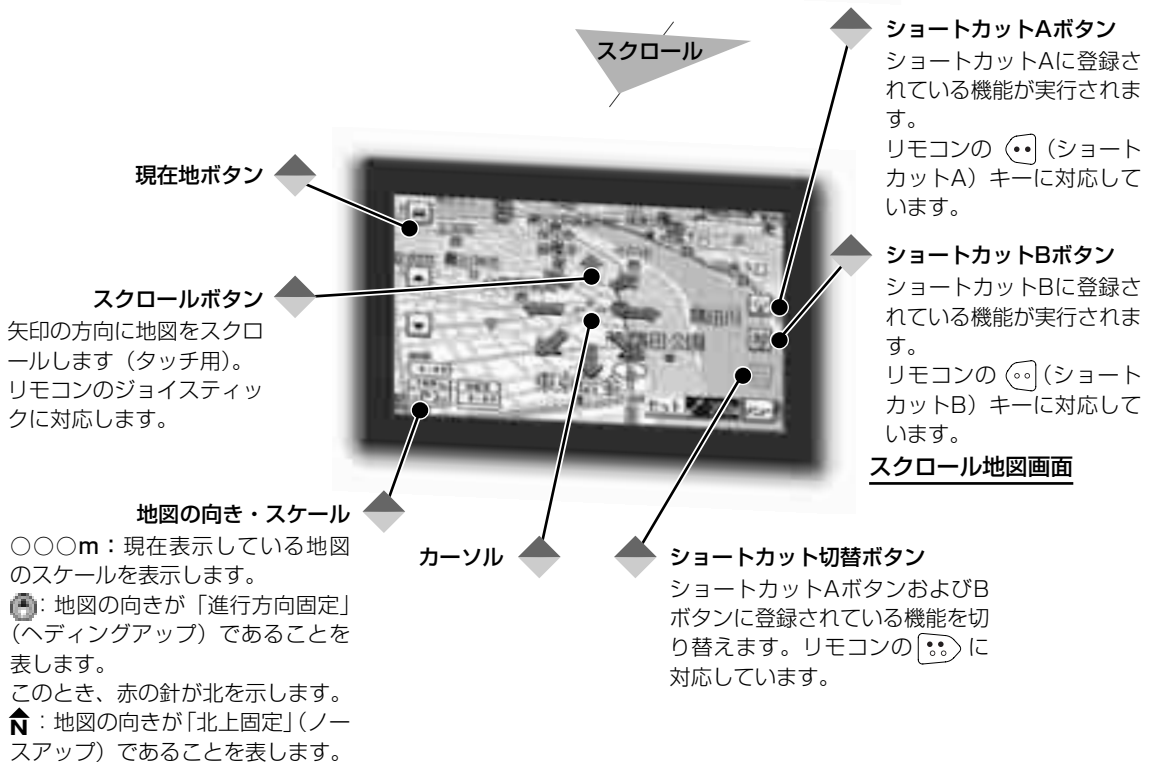 スクロール
ショートカットAボタン
ショートカットAに登録さ
れている機能が実行されま
す。
リモコンの (ショート
カットA）キーに対応して
います。
現在地ボタン
ショートカットBボタン
ショートカットBに登録さ
れている機能が実行されま
す。
リモコンの (ショート
カットB）キーに対応して
います。
スクロールボタン
矢印の方向に地図をスクロ
ールします（タッチ用）。
リモコンのジョイスティッ
クに対応します。
スクロール地図画面
地図の向き・スケール
○○○m：現在表示している地図
のスケールを表示します。
：地図の向きが「進行方向固定」
（ヘディングアップ）であることを
表します。
このとき、赤の針が北を示します。
N：地図の向きが「北上固定」（ノー
スアップ）であることを表します。
カーソル
ショートカット切替ボタン
ショートカットAボタンおよびB
ボタンに登録されている機能を切
り替えます。リモコンの に
対応しています。